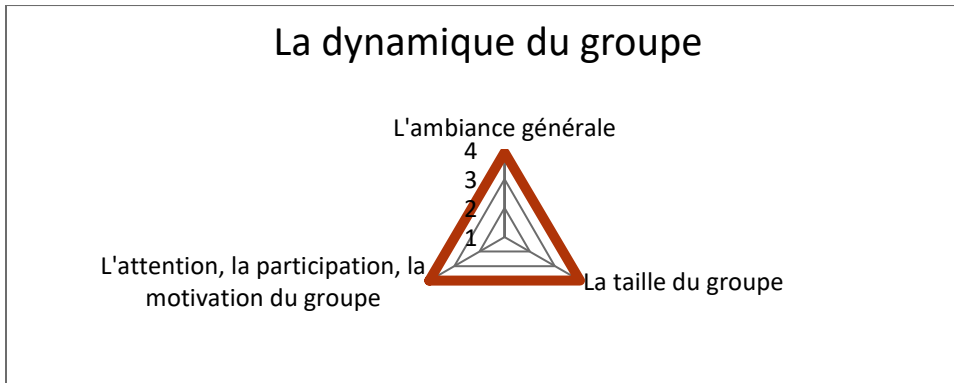 La dynamique du groupe
L'ambiance générale
4
3
2
1
L'attention, la participation, la
motivation du groupe
La taille du groupe